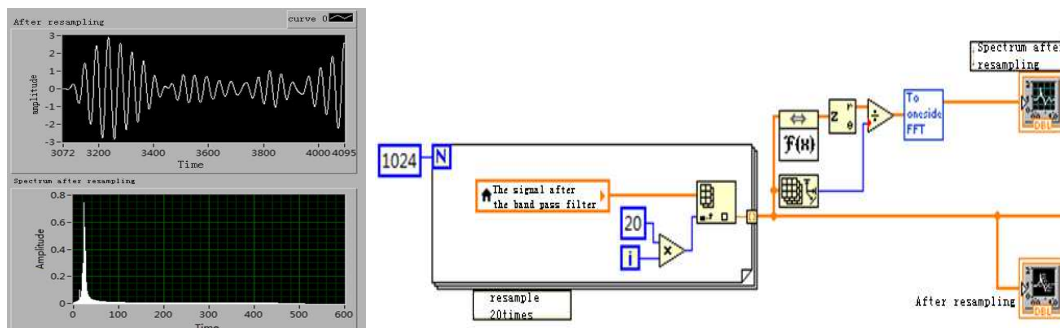 After resampling
curve 0
3
2
1
0
-1
-2
-3
amplitude
3072 3200 3400 3600 3800 4000 4095
Time
Spectrum after resampling
0.8
0.6
0.4
0.2
0
Amplitude
0 100 200 300 400 500 600
Time
1024
N
The signal after
the band pass filter
20
i
x
resample
20times
F(x)
z
r
θ
÷
To
oneside
FFT
Spectrum after
resampling
DBL
After resampling
DBL